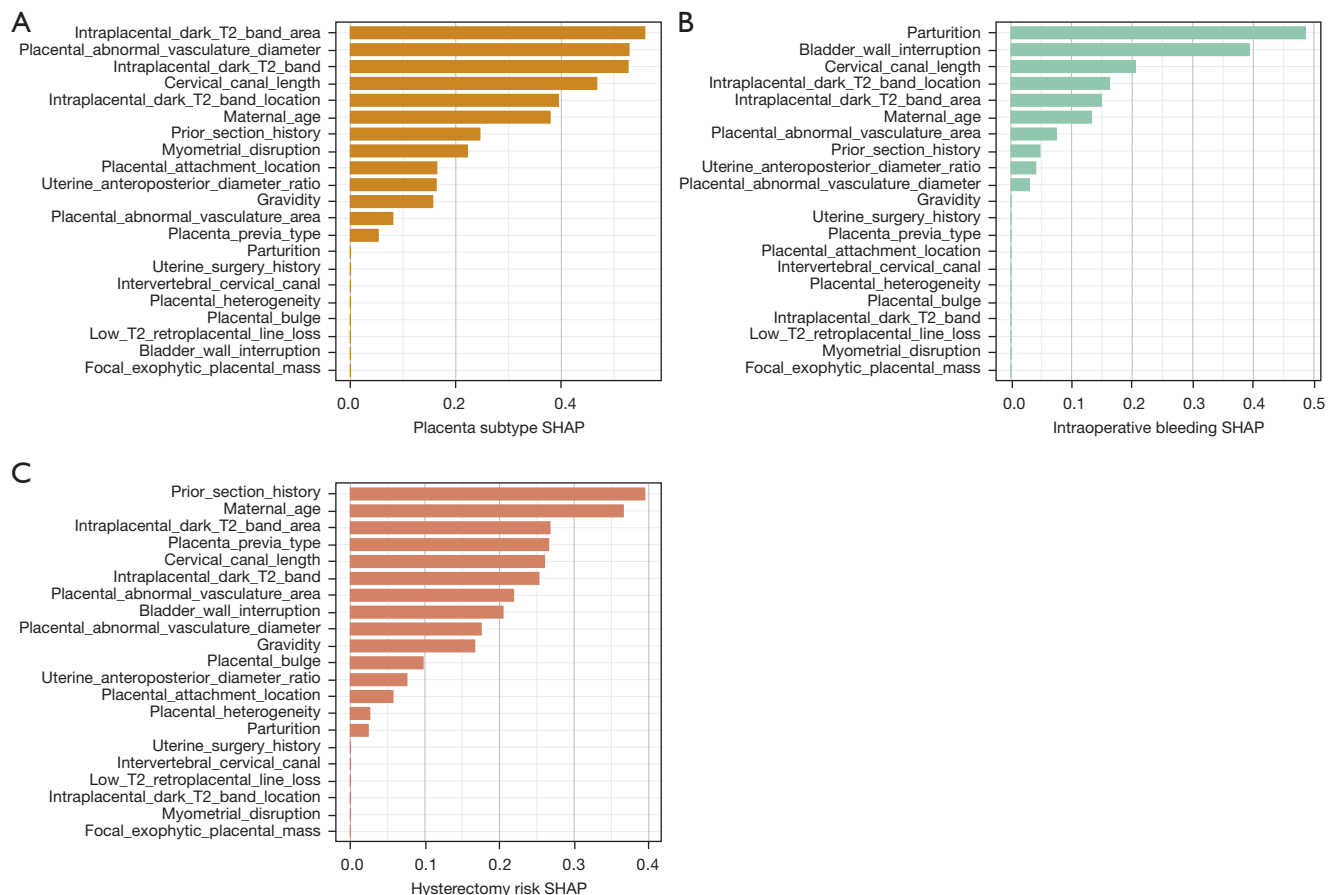 A
Intraplacental_dark_T2_band_area
Placental_abnormal_vasculature_diameter
Intraplacental_dark_T2_band
Cervical_canal_length
Intraplacental_dark_T2_band_location
Maternal_age
Prior_section_history
Myometrial_disruption
Placental_attachment_location
Uterine_anteroposterior_diameter_ratio
Gravidity
Placental_abnormal_vasculature_area
Placenta_previa_type
Parturition
Uterine_surgery_history
Intervertebral_cervical_canal
Placental_heterogeneity
Placental_bulge
Low_T2_retroplacental_line_loss
Bladder_wall_interruption
Focal_exophytic_placental_mass
0.0 0.2 0.4
Placenta subtype SHAP
B
Parturition
Bladder_wall_interruption
Cervical_canal_length
Intraplacental_dark_T2_band_location
Intraplacental_dark_T2_band_area
Maternal_age
Placental_abnormal_vasculature_area
Prior_section_history
Uterine_anteroposterior_diameter_ratio
Placental_abnormal_vasculature_diameter
Gravidity
Uterine_surgery_history
Placenta_previa_type
Placental_attachment_location
Intervertebral_cervical_canal
Placental_heterogeneity
Placental_bulge
Intraplacental_dark_T2_band
Low_T2_retroplacental_line_loss
Myometrial_disruption
Focal_exophytic_placental_mass
0.0 0.1 0.2 0.3 0.4 0.5
Intraoperative bleeding SHAP
C
Prior_section_history
Maternal_age
Intraplacental_dark_T2_band_area
Placenta_previa_type
Cervical_canal_length
Intraplacental_dark_T2_band
Placental_abnormal_vasculature_area
Bladder_wall_interruption
Placental_abnormal_vasculature_diameter
Gravidity
Placental_bulge
Uterine_anteroposterior_diameter_ratio
Placental_attachment_location
Placental_heterogeneity
Parturition
Uterine_surgery_history
Intervertebral_cervical_canal
Low_T2_retroplacental_line_loss
Intraplacental_dark_T2_band_location
Myometrial_disruption
Focal_exophytic_placental_mass
0.0 0.1 0.2 0.3 0.4
Hysterectomy risk SHAP